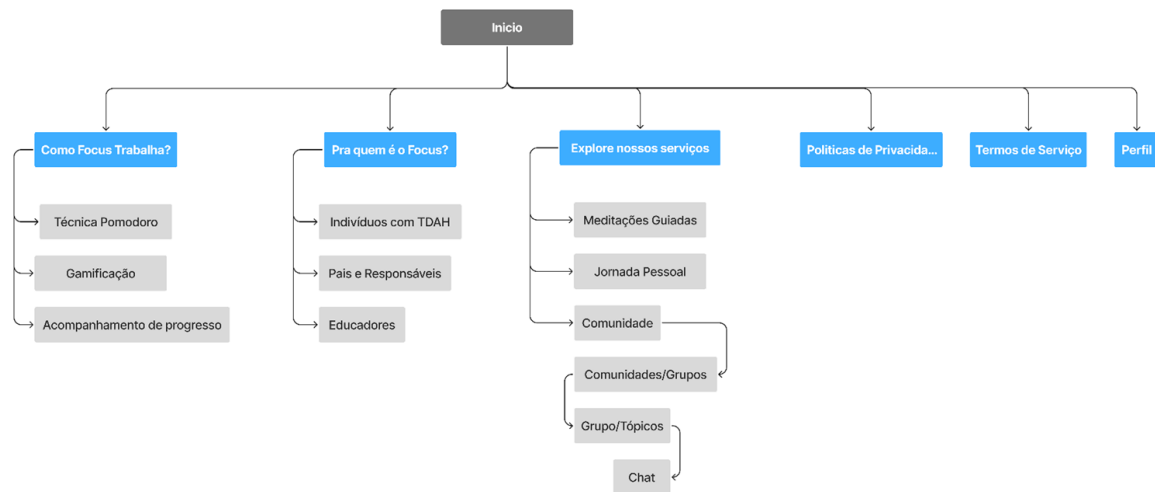 Inicio
Como Focus Trabalha?
Pra quem é o Focus?
Explore nossos serviços
Políticas de Privacida...
Termos de Serviço
Perfil
Técnica Pomodoro
Gamificação
Acompanhamento de progresso
Indivíduos com TDAH
Pais e Responsáveis
Educadores
Meditações Guiadas
Jornada Pessoal
Comunidade
Comunidades/Grupos
Grupo/Tópicos
Chat